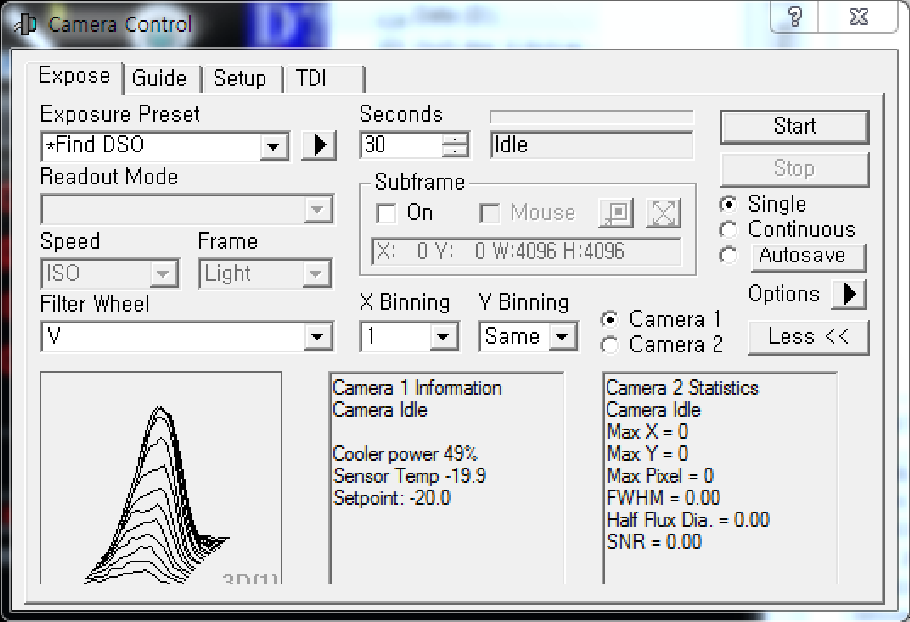 Camera Control
Expose Guide Setup TDI
Exposure Preset
*Find DSO
Seconds
30
Idle
Start
Stop
Readout Mode
Subframe
On Mouse
X: 0 Y: 0 W:4096 H:4096
Single
Continuous
Autosave
Speed Frame
ISO Light
Options
Filter Wheel
V
X Binning Y Binning
1 Same
Camera 1
Camera 2
Less <<
3D(1)
Camera 1 Information
Camera Idle
Cooler power 49%
Sensor Temp -19.9
Setpoint: -20.0
Camera 2 Statistics
Camera Idle
Max X = 0
Max Y = 0
Max Pixel = 0
FWHM = 0.00
Half Flux Dia. = 0.00
SNR = 0.00